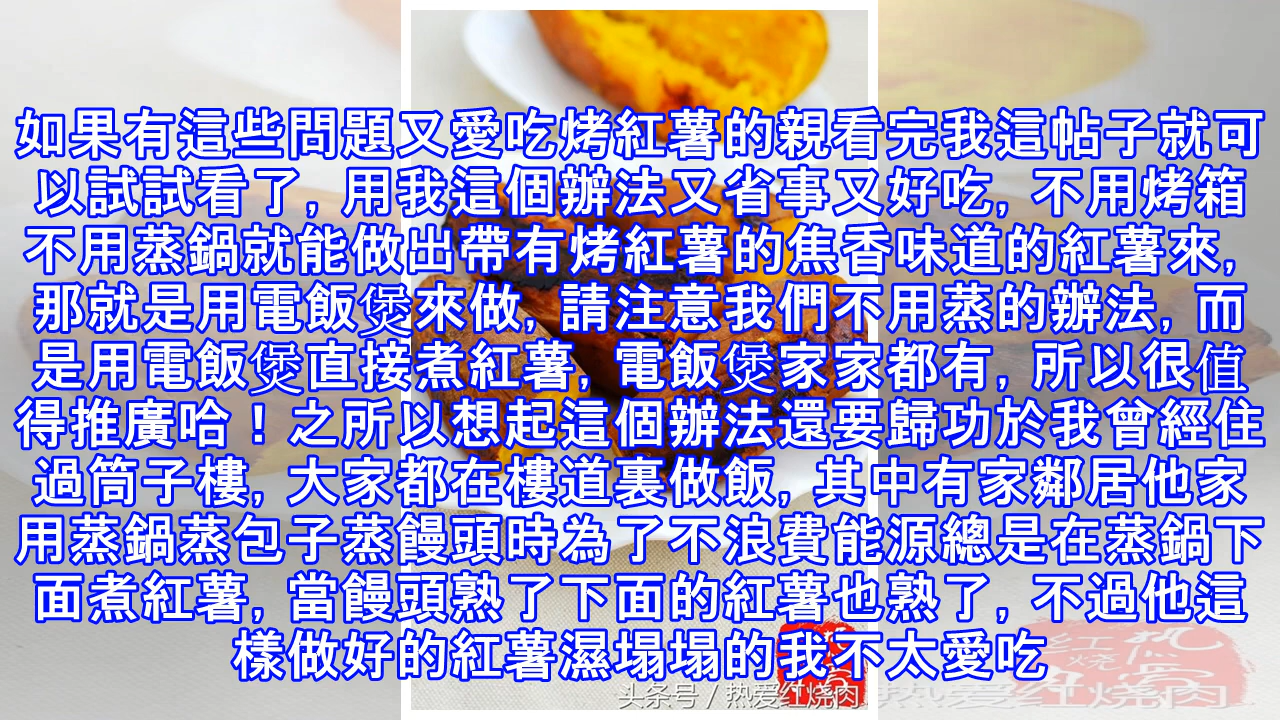 如果有這些問題又愛吃烤紅薯的親看完我這帖子就可
以試試看了, 用我這個辦法又省事又好吃, 不用烤箱
不用蒸鍋就能做出帶有烤紅薯的焦香味道的紅薯來,
那就是用電飯煲來做, 請注意我們不用蒸的辦法, 而
是用電飯煲直接煮紅薯, 電飯煲家家都有, 所以很值
得推廣哈！之所以想起這個辦法還要歸功於我曾經住
過筒子樓, 大家都在樓道裏做飯, 其中有家鄰居他家
用蒸鍋蒸包子蒸饅頭時為了不浪費能源總是在蒸鍋下
面煮紅薯, 當饅頭熟了下面的紅薯也熟了, 不過他這
樣做好的紅薯濕塌塌的我不太愛吃
头条号 / 热爱红烧肉
热爱红烧肉